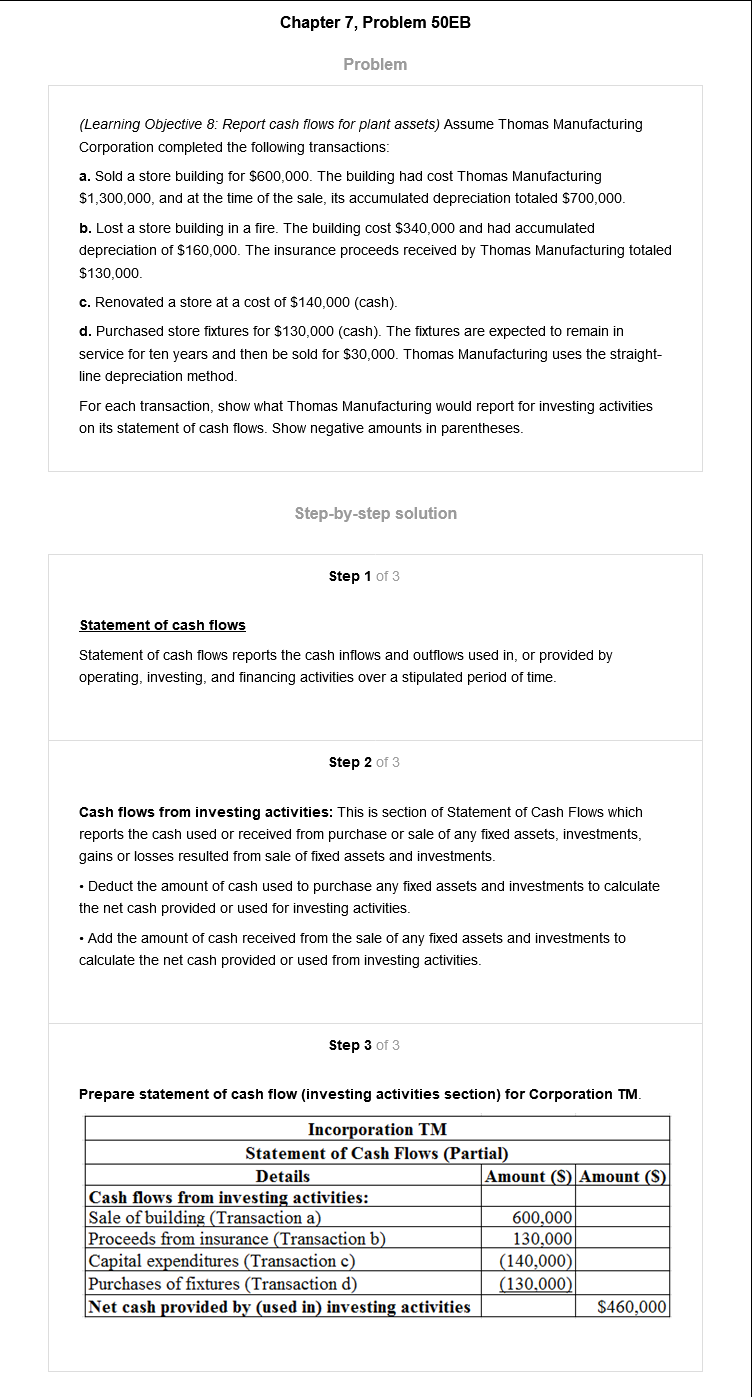 Chapter 7, Problem 50EB
Problem
(Learning Objective 8: Report cash flows for plant assets) Assume Thomas Manufacturing
Corporation completed the following transactions:
a. Sold a store building for $600,000. The building had cost Thomas Manufacturing
$1,300,000, and at the time of the sale, its accumulated depreciation totaled $700,000.
b. Lost a store building in a fire. The building cost $340,000 and had accumulated
depreciation of $160,000. The insurance proceeds received by Thomas Manufacturing totaled
$130,000.
c. Renovated a store at a cost of $140,000 (cash).
d. Purchased store fixtures for $130,000 (cash). The fixtures are expected to remain in
service for ten years and then be sold for $30,000. Thomas Manufacturing uses the straight-
line depreciation method.
For each transaction, show what Thomas Manufacturing would report for investing activities
on its statement of cash flows. Show negative amounts in parentheses.
Step-by-step solution
Step 1 of 3
Statement of cash flows
Statement of cash flows reports the cash inflows and outflows used in, or provided by
operating, investing, and financing activities over a stipulated period of time.
Step 2 of 3
Cash flows from investing activities: This is section of Statement of Cash Flows which
reports the cash used or received from purchase or sale of any fixed assets, investments,
gains or losses resulted from sale of fixed assets and investments.
• Deduct the amount of cash used to purchase any fixed assets and investments to calculate
the net cash provided or used for investing activities.
• Add the amount of cash received from the sale of any fixed assets and investments to
calculate the net cash provided or used from investing activities.
Step 3 of 3
Prepare statement of cash flow (investing activities section) for Corporation TM.
Incorporation TM
Statement of Cash Flows (Partial)
Details Amount ($) Amount ($)
Cash flows from investing activities:
Sale of building (Transaction a) 600,000
Proceeds from insurance (Transaction b) 130,000
Capital expenditures (Transaction c) (140,000)
Purchases of fixtures (Transaction d) (130,000)
Net cash provided by (used in) investing activities $460,000